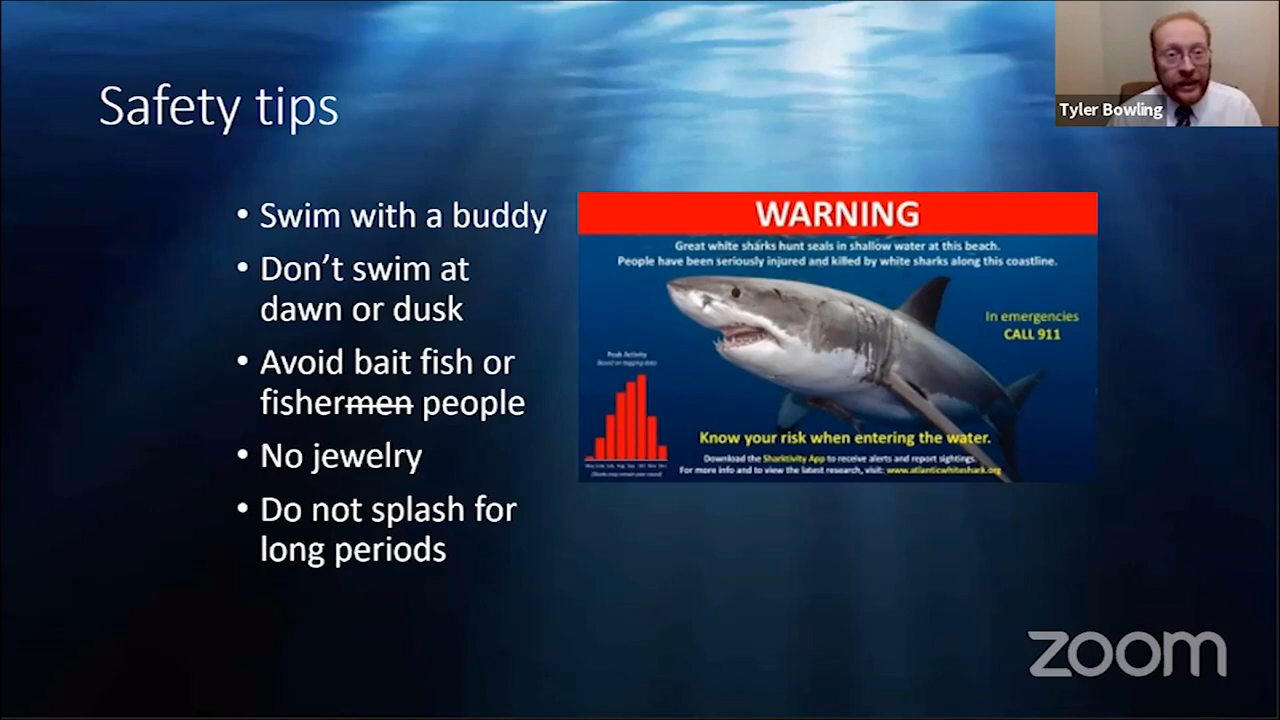 Safety tips
Tyler Bowling
• Swim with a buddy
• Don't swim at
dawn or dusk
• Avoid bait fish or
fishermen people
• No jewelry
• Do not splash for
long periods
WARNING
Great white sharks hunt seals in shallow water at this beach.
People have been seriously injured and killed by white sharks along this coastline.
In emergencies
CALL 911
Peak Activity
Based on tagging data
Know your risk when entering the water.
Download the Sharktivity App to receive alerts and report sightings.
For more info and to view the latest research, visit: www.atlanticwhiteshark.org
zoom